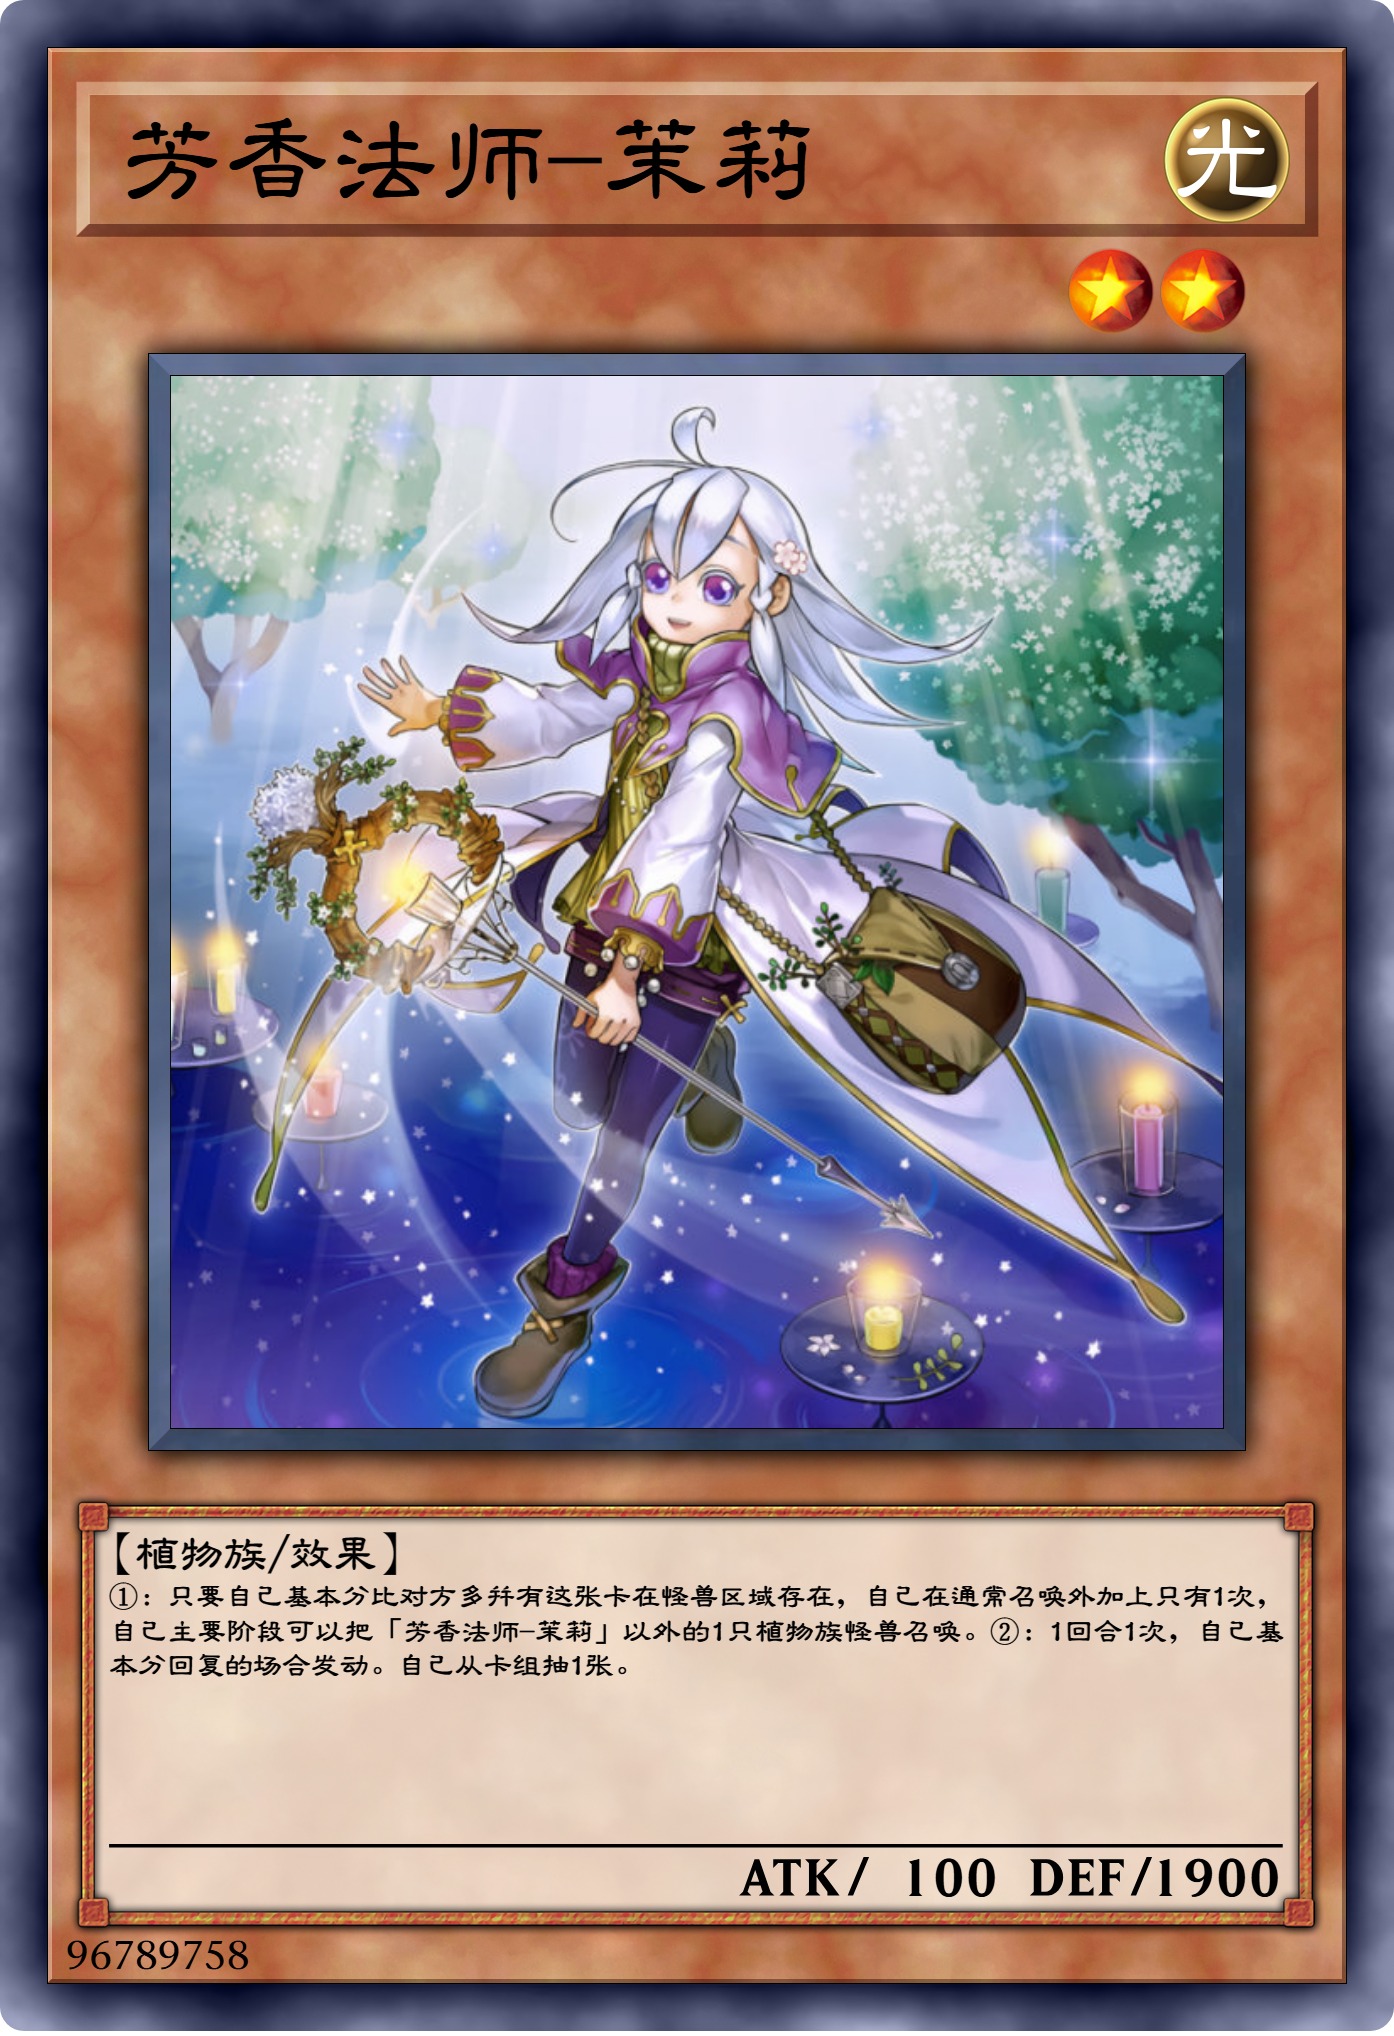 芳香法师-茉莉
光
【植物族/效果】
①：只要自己基本分比对方多并有这张卡在怪兽区域存在，自己在通常召唤外加上只有1次，
自己主要阶段可以把「芳香法师-茉莉」以外的1只植物族怪兽召唤。②：1回合1次，自己基
本分回复的场合发动。自己从卡组抽1张。
ATK/ 100 DEF/1900
96789758